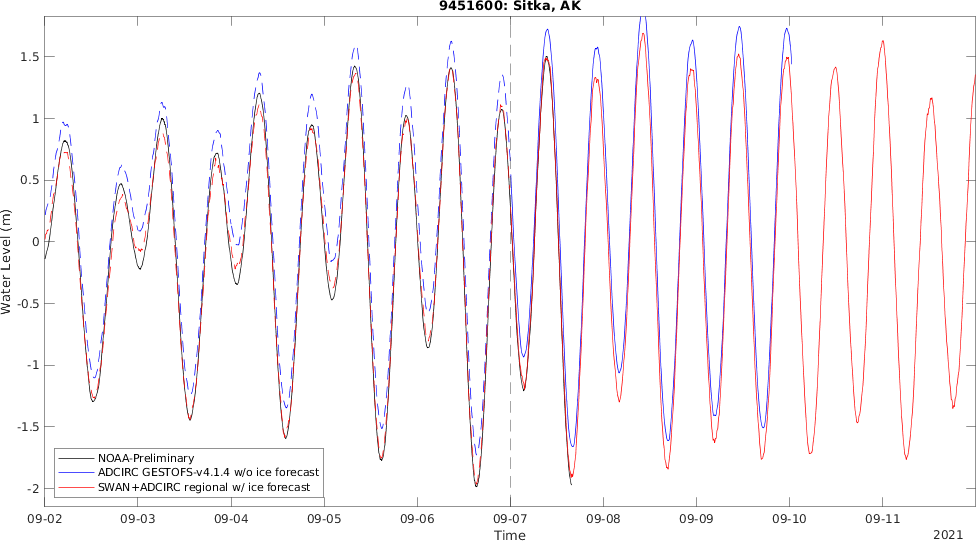 9451600: Sitka, AK
Water Level (m)
1.5
1
0.5
0
-0.5
-1
-1.5
-2
NOAA-Preliminary
ADCIRC GESTOFS-v4.1.4 w/o ice forecast
SWAN+ADCIRC regional w/ ice forecast
09-02 09-03 09-04 09-05 09-06 09-07 09-08 09-09 09-10 09-11
Time
2021